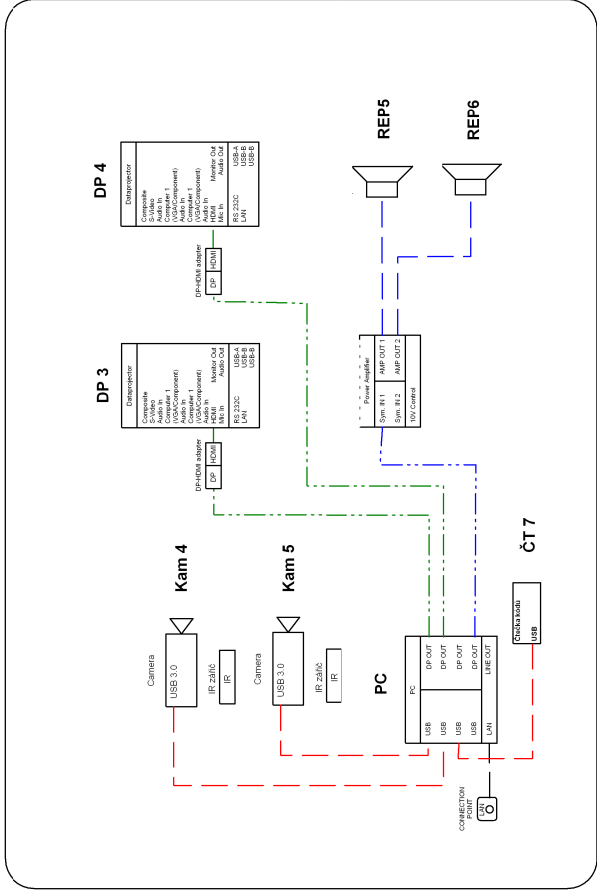 DP 4
Dataprojector
Composite
S-Video
Audio In
Computer 1
(VGA/Component)
Audio In
Computer 1
(VGA/Component)
Audio In
HDMI Monitor Out
Mic In Audio Out
RS 232C USB-A
LAN USB-B
USB-B
DP-HDMI adapter
DP HDMI
DP 3
Dataprojector
Composite
S-Video
Audio In
Computer 1
(VGA/Component)
Audio In
Computer 1
(VGA/Component)
Audio In
HDMI Monitor Out
Mic In Audio Out
RS 232C USB-A
LAN USB-B
USB-B
DP-HDMI adapter
DP HDMI
REP5
REP6
Power Amplifier
Sym. IN 1 AMP OUT 1
Sym. IN 2 AMP OUT 2
10V Control
Kam 4
Camera
USB 3.0
IR zářič
IR
Kam 5
Camera
USB 3.0
IR zářič
IR
PC
PC
USB DP OUT
USB DP OUT
USB DP OUT
USB DP OUT
LAN LINE OUT
ČT 7
Čtečka kódů
USB
CONNECTION
POINT
LAN